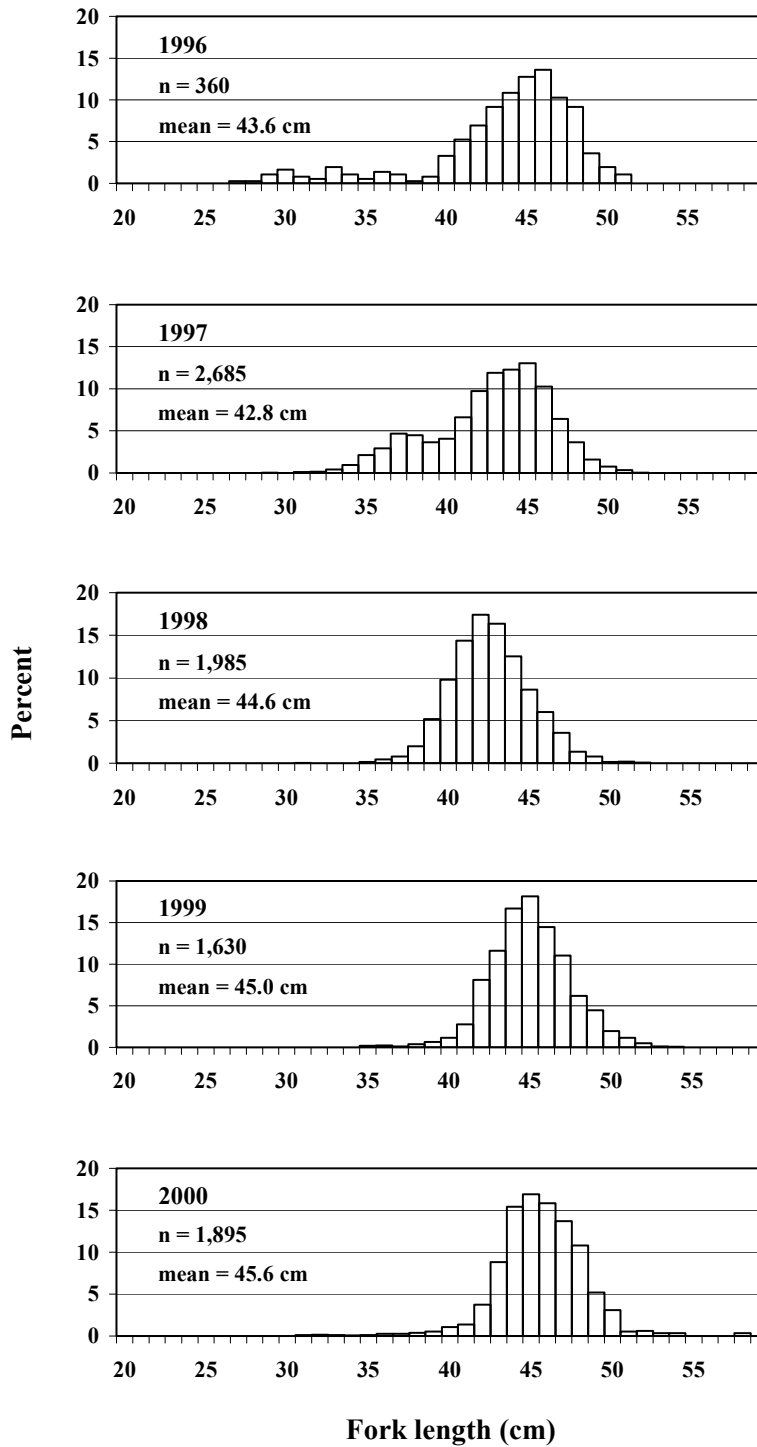 20
15
10
5
0
1996
n = 360
mean = 43.6 cm
20 25 30 35 40 45 50 55
20
15
10
5
0
1997
n = 2,685
mean = 42.8 cm
20 25 30 35 40 45 50 55
Percent
20
15
10
5
0
1998
n = 1,985
mean = 44.6 cm
20 25 30 35 40 45 50 55
20
15
10
5
0
1999
n = 1,630
mean = 45.0 cm
20 25 30 35 40 45 50 55
20
15
10
5
0
2000
n = 1,895
mean = 45.6 cm
20 25 30 35 40 45 50 55
Fork length (cm)